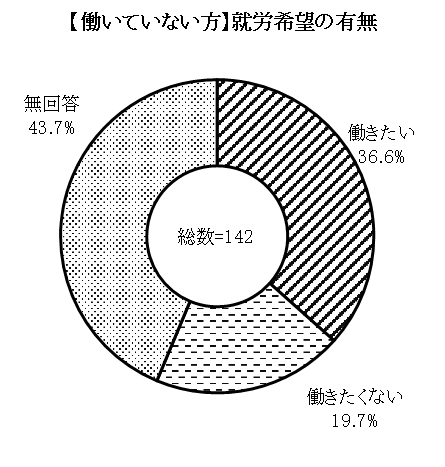 【働いていない方】就労希望の有無
無回答
43.7%
働きたい
36.6%
総数=142
働きたくない
19.7%